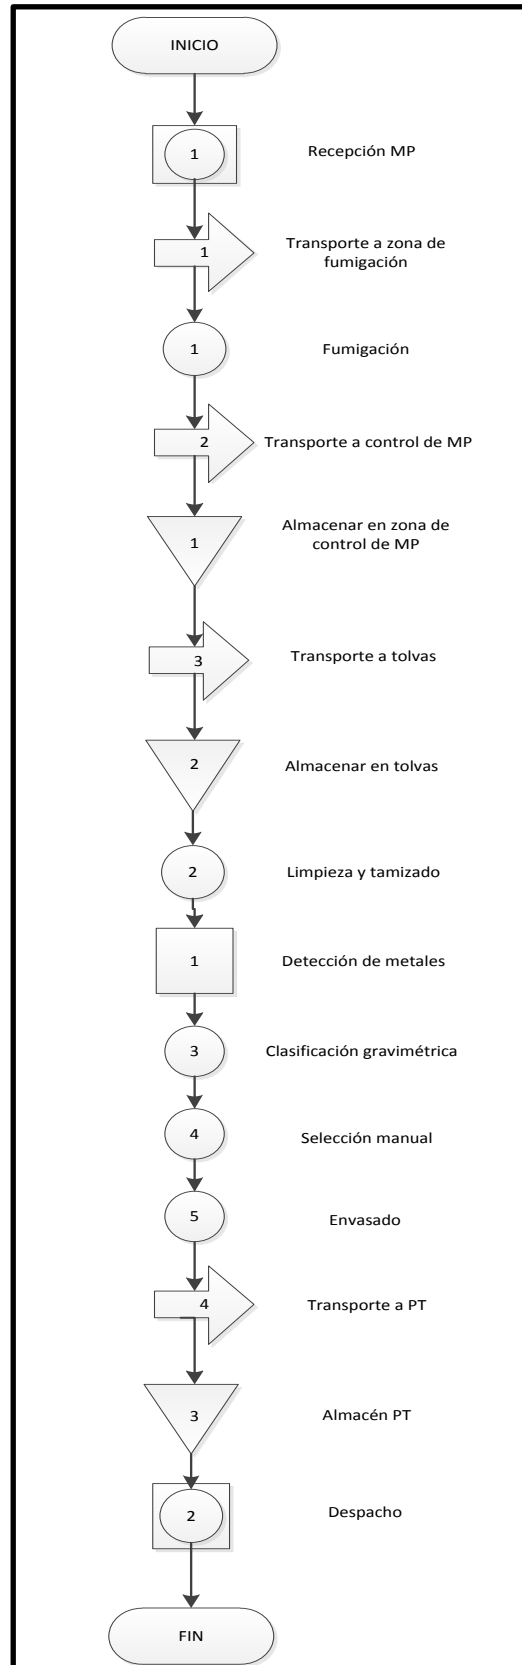 INICIO
1
Recepción MP
1
Transporte a zona de
fumigación
1
Fumigación
2
Transporte a control de MP
1
Almacenar en zona de
control de MP
3
Transporte a tolvas
2
Almacenar en tolvas
2
Limpieza y tamizado
1
Detección de metales
3
Clasificación gravimétrica
4
Selección manual
5
Envasado
4
Transporte a PT
3
Almacén PT
2
Despacho
FIN